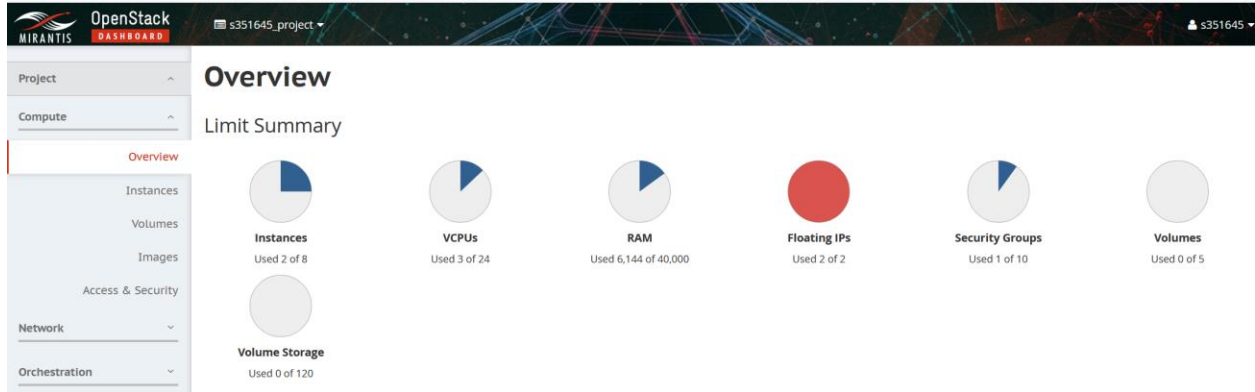 MIRANTIS
OpenStack
DASHBOARD
s351645_project
s351645
Project
Compute
Overview
Instances
Volumes
Images
Access & Security
Network
Orchestration
Overview
Limit Summary
Instances
Used 2 of 8
VCPUs
Used 3 of 24
RAM
Used 6,144 of 40,000
Floating IPs
Used 2 of 2
Security Groups
Used 1 of 10
Volumes
Used 0 of 5
Volume Storage
Used 0 of 120